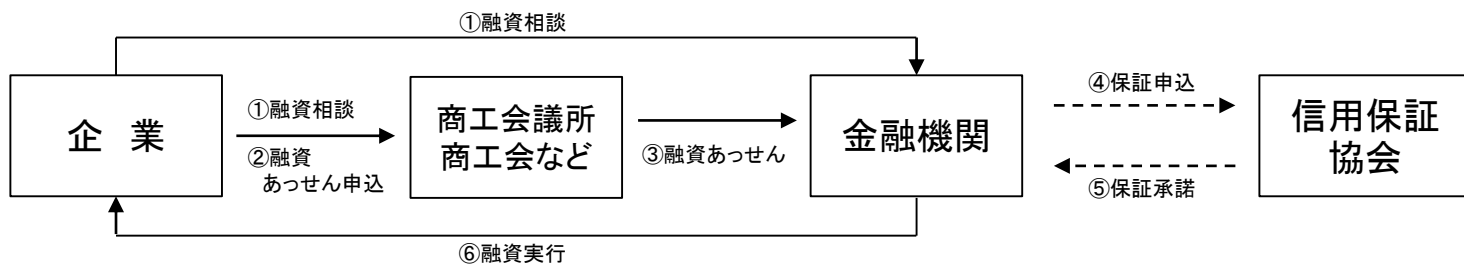 ①融資相談
企　業
①融資相談
②融資
あっせん申込
商工会議所
商工会など
③融資あっせん
金融機関
④保証申込
⑤保証承諾
信用保証
協会
⑥融資実行